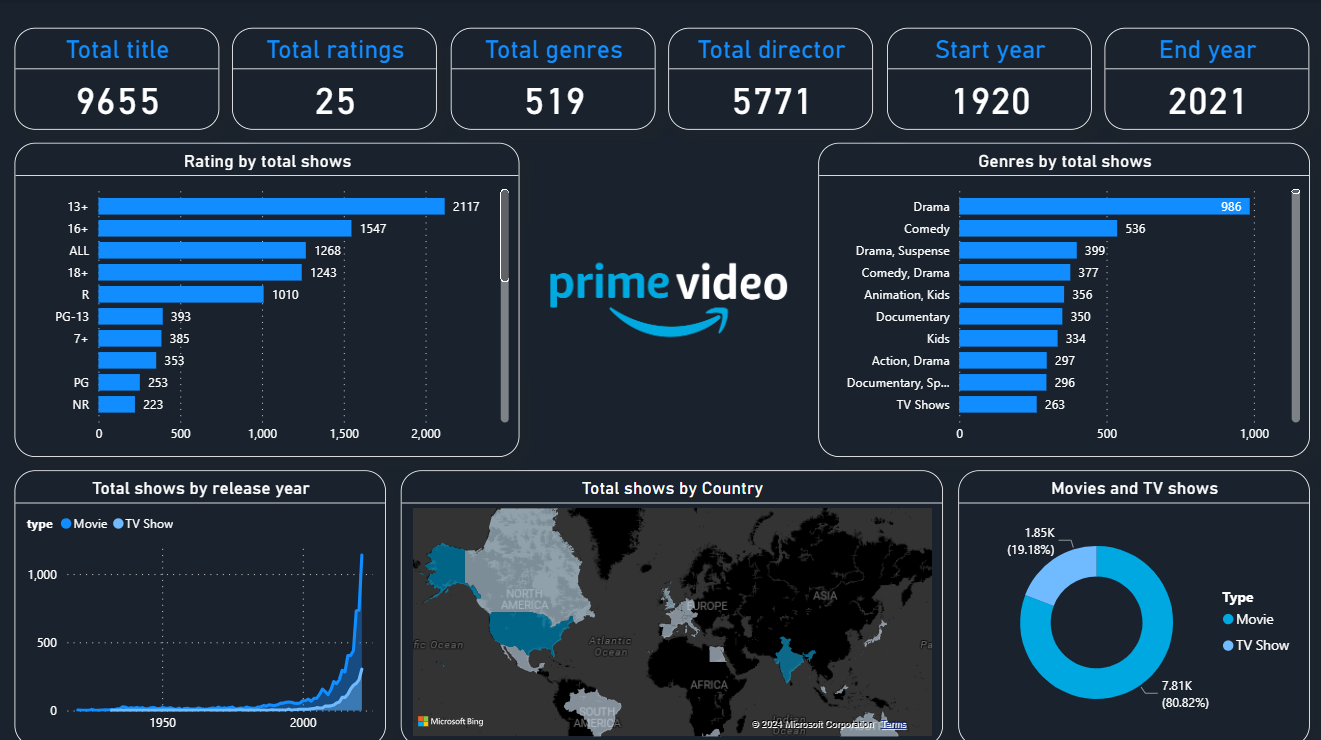 Total title
9655
Total ratings
25
Total genres
519
Total director
5771
Start year
1920
End year
2021
Rating by total shows
13+ 2117
16+ 1547
ALL 1268
18+ 1243
R 1010
PG-13 393
7+ 385
353
PG 253
NR 223
0 500 1,000 1,500 2,000
prime video
Genres by total shows
Drama 986
Comedy 536
Drama, Suspense 399
Comedy, Drama 377
Animation, Kids 356
Documentary 350
Kids 334
Action, Drama 297
Documentary, Sp... 296
TV Shows 263
0 500 1,000
Total shows by release year
type Movie TV Show
1,000
500
0
1950 2000
Total shows by Country
NORTH
AMERICA
EUROPE
ASIA
fic Ocean
Atlantic
Ocean
Pa
AFRICA
SOUTH
AMERICA
Indian
Ocean
Microsoft Bing
© 2024 Microsoft Corporation Terms
Movies and TV shows
1.85K
(19.18%)
7.81K
(80.82%)
Type
Movie
TV Show